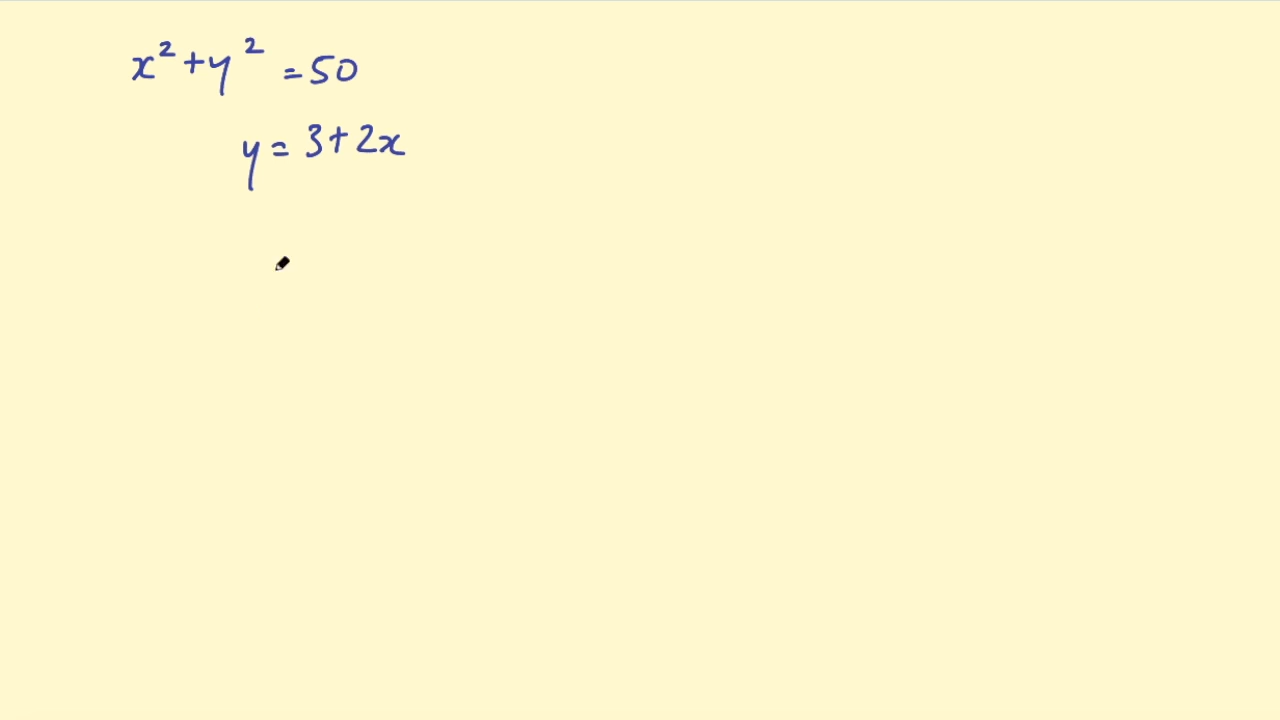 x² + y² = 50
y = 3 + 2x